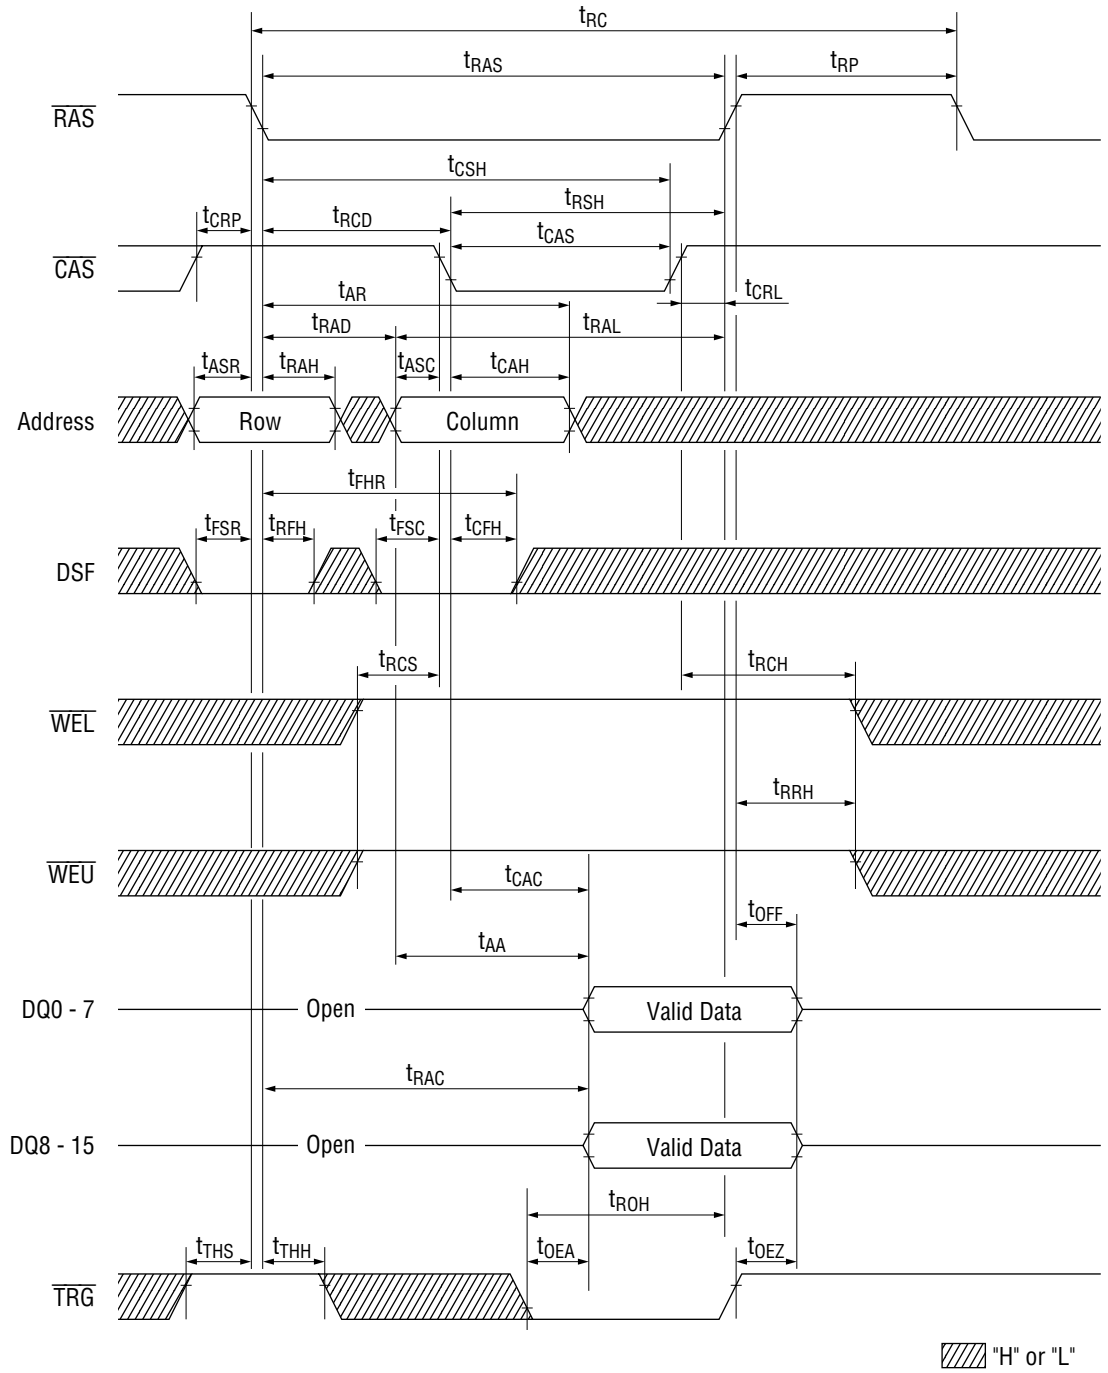 tRC
tRAS
tRP
RAS
tCSH
tRSH
tCRP
tRCD
tCAS
CAS
tAR
tCRL
tRAD
tRAL
tASR
tRAH
tASC
tCAH
Address
Row
Column
tFHR
tFSR
tRFH
tFSC
tCFH
DSF
tRCS
tRCH
WEL
tRRH
WEU
tCAC
tOFF
tAA
DQ0 - 7
Open
Valid Data
tRAC
DQ8 - 15
Open
Valid Data
tROH
tTHS
tTHH
tOEA
tOEZ
TRG
"H" or "L"